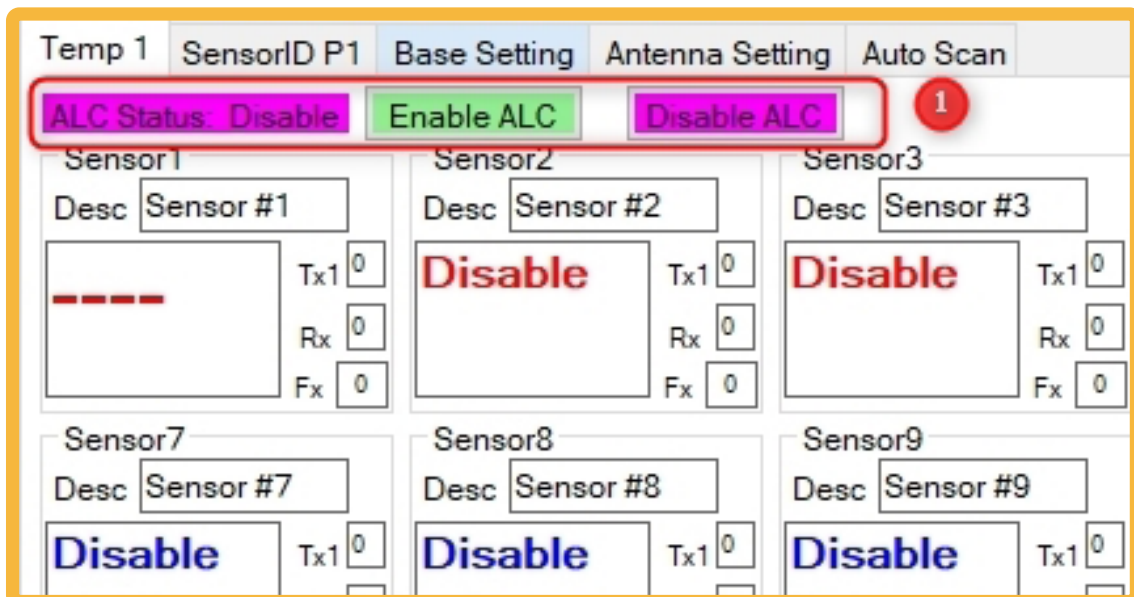 Temp 1 SensorID P1 Base Setting Antenna Setting Auto Scan
ALC Status: Disable Enable ALC Disable ALC 1
Sensor1 Sensor2 Sensor3
Desc Sensor #1 Desc Sensor #2 Desc Sensor #3
---- Tx1 0 Disable Tx1 0 Disable Tx1 0
Rx 0 Rx 0 Rx 0
Fx 0 Fx 0 Fx 0
Sensor7 Sensor8 Sensor9
Desc Sensor #7 Desc Sensor #8 Desc Sensor #9
Disable Tx1 0 Disable Tx1 0 Disable Tx1 0